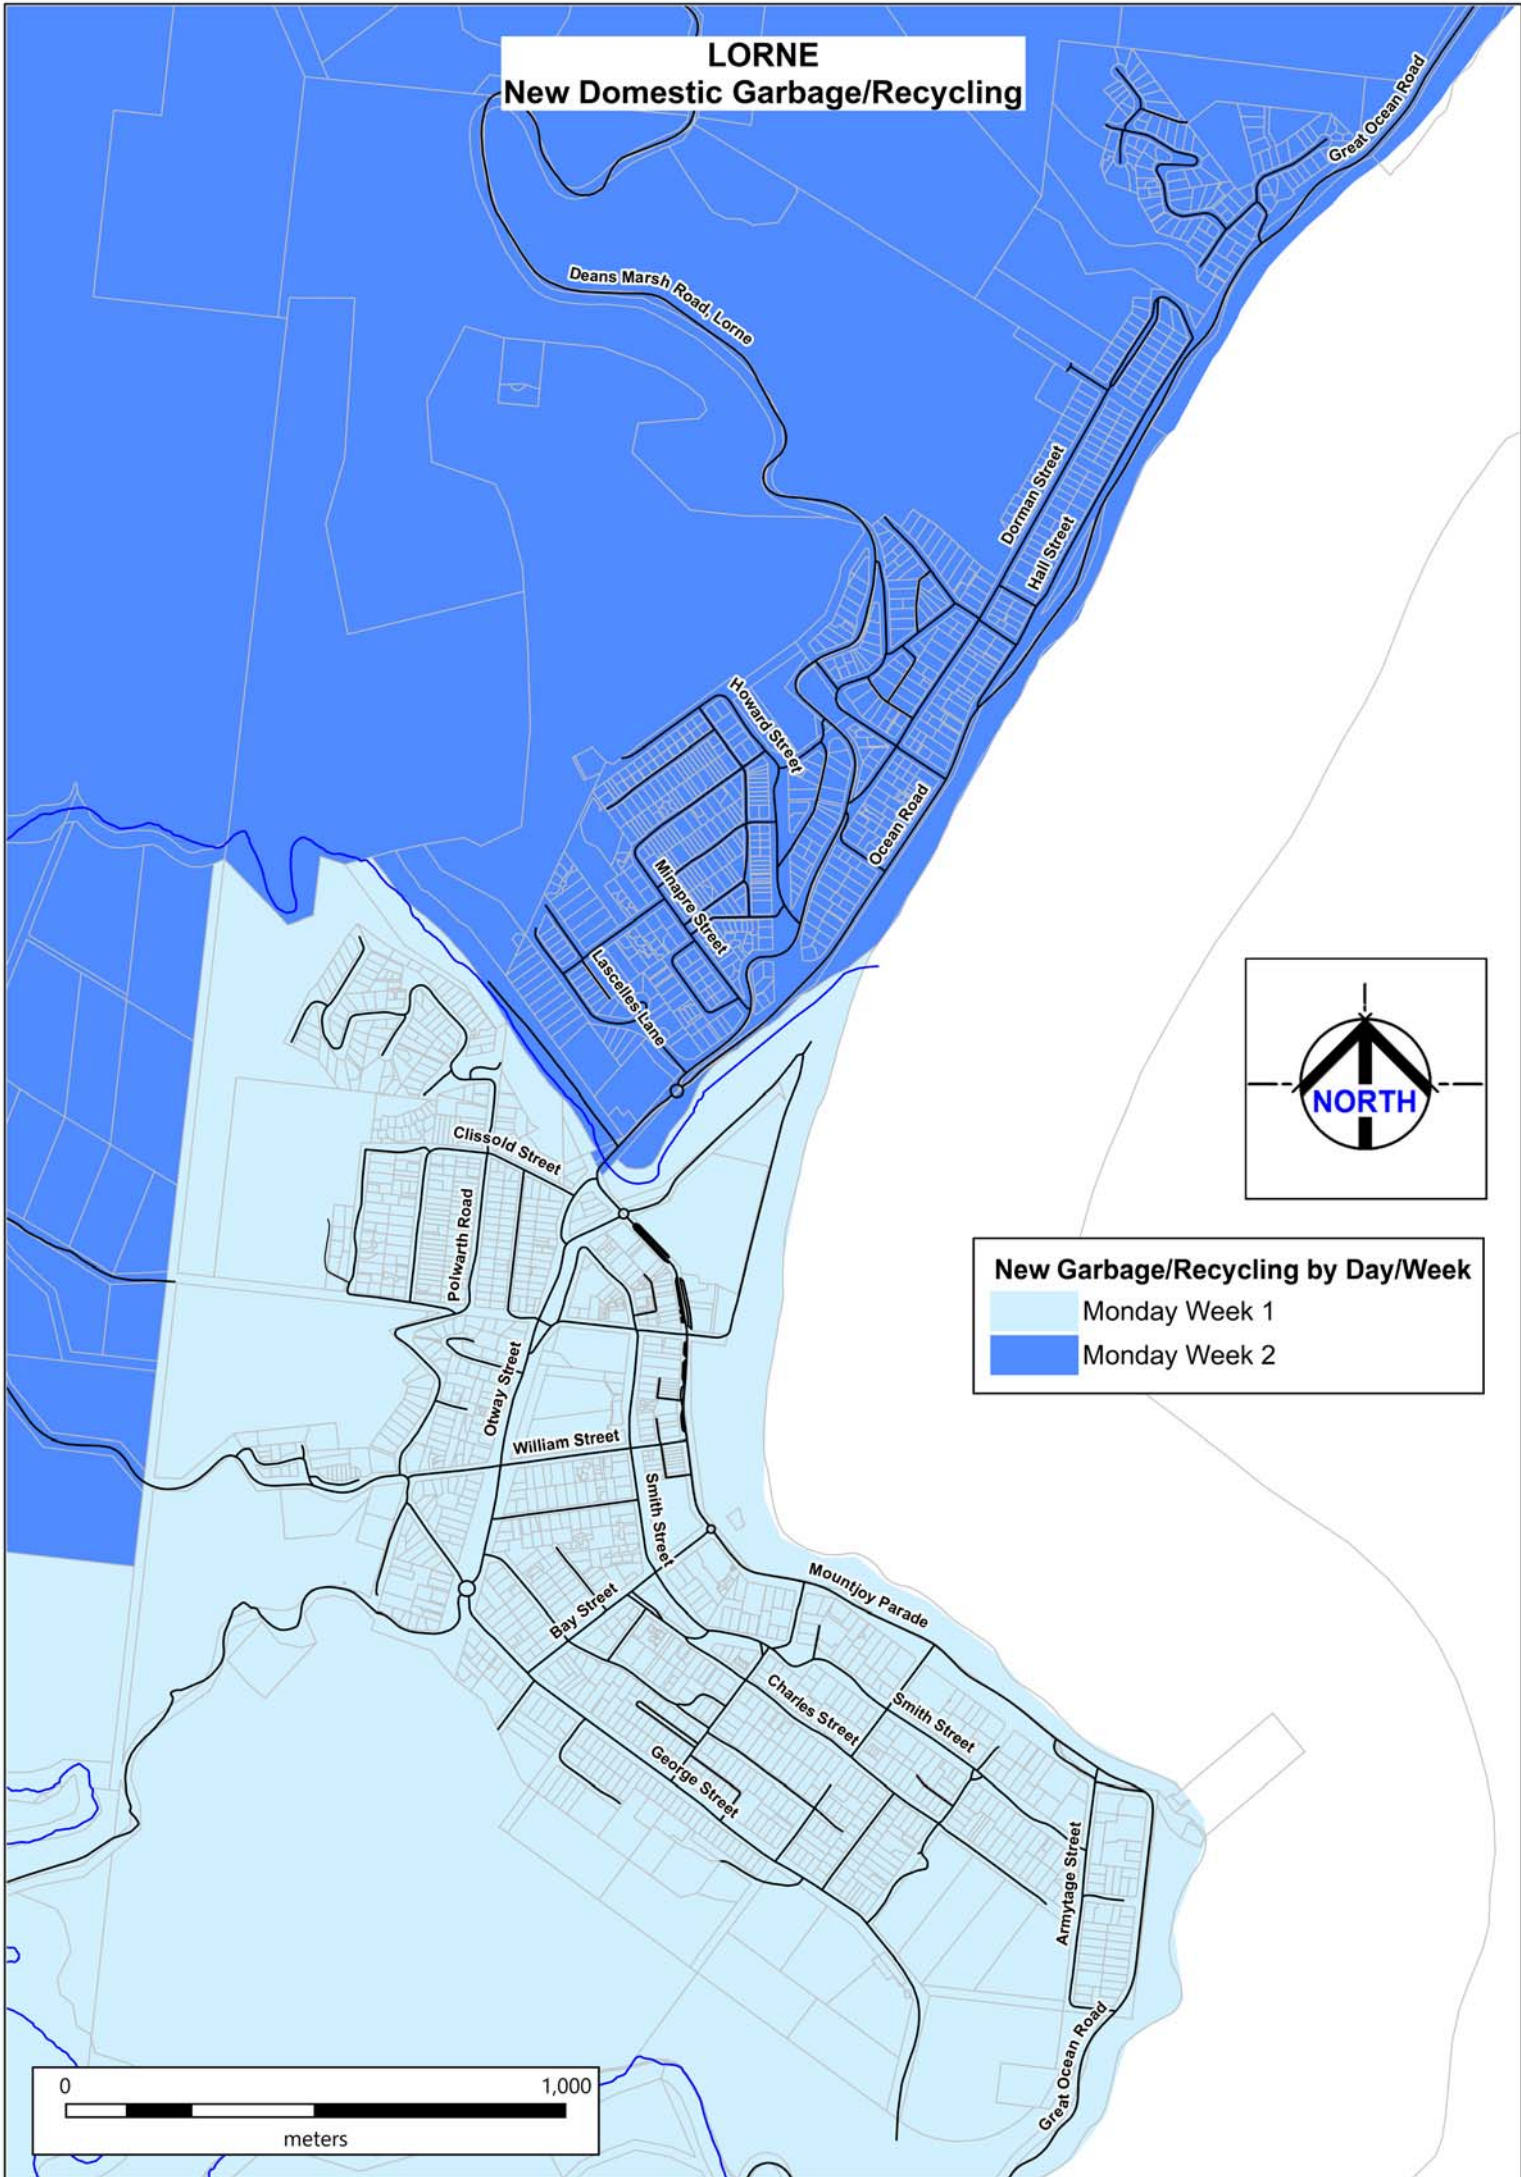 LORNE
New Domestic Garbage/Recycling
Great Ocean Road
Deans Marsh Road, Lorne
Dorman Street
Hall Street
Howard Street
Ocean Road
Minapre Street
Lascelles Lane
NORTH
Clissold Street
Polwarth Road
New Garbage/Recycling by Day/Week
Monday Week 1
Monday Week 2
Otway Street
William Street
Smith Street
Mountjoy Parade
Bay Street
Charles Street
Smith Street
George Street
Armytage Street
Great Ocean Road
0 1,000
meters